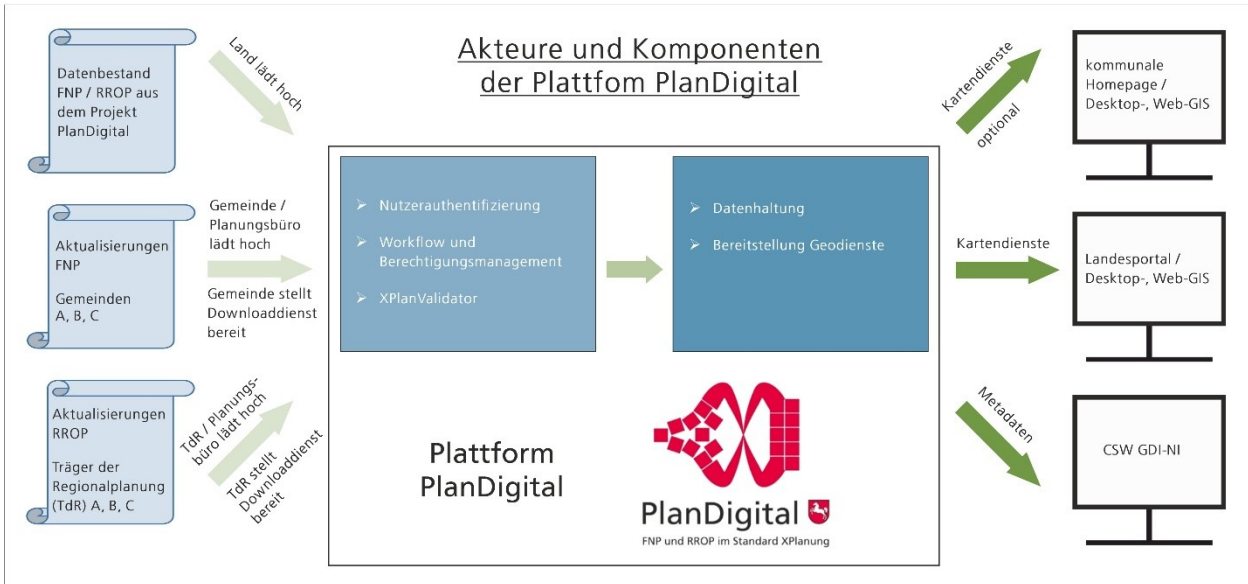 Akteure und Komponenten
der Plattfom PlanDigital
Datenbestand
FNP / RROP aus
dem Projekt
PlanDigital
Land lädt hoch
Aktualisierungen
FNP
Gemeinden
A, B, C
Gemeinde /
Planungsbüro
lädt hoch
Gemeinde stellt
Downloaddienst
bereit
Aktualisierungen
RROP
Träger der
Regionalplanung
(TdR) A, B, C
TdR / Planungs-
büro lädt hoch
TdR stellt
Downloaddienst
bereit
Nutzerauthentifizierung
Workflow und
Berechtigungsmanagement
XPlanValidator
Datenhaltung
Bereitstellung Geodienste
Plattform
PlanDigital
PlanDigital
FNP und RROP im Standard XPlanung
Kartendienste
optional
kommunale
Homepage /
Desktop-, Web-GIS
Kartendienste
Landesportal /
Desktop-, Web-GIS
Metadaten
CSW GDI-NI